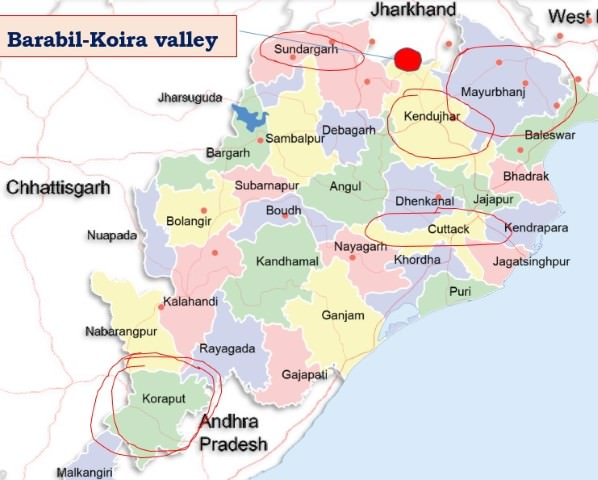 Jharkhand
West
Barabil-Koira valley
Sundargarh
Mayurbhanj
Jharsuguda
Kendujhar
Sambalpur
Debagarh
Baleswar
Bargarh
Bhadrak
Chhattisgarh
Subarnapur
Angul
Dhenkanal
Jajapur
Bolangir
Boudh
Cuttack
Kendrapara
Nuapada
Nayagarh
Khordha
Jagatsinghpur
Kandhamal
Puri
Kalahandi
Ganjam
Nabarangpur
Rayagada
Gajapati
Koraput
Andhra
Pradesh
Malkangiri